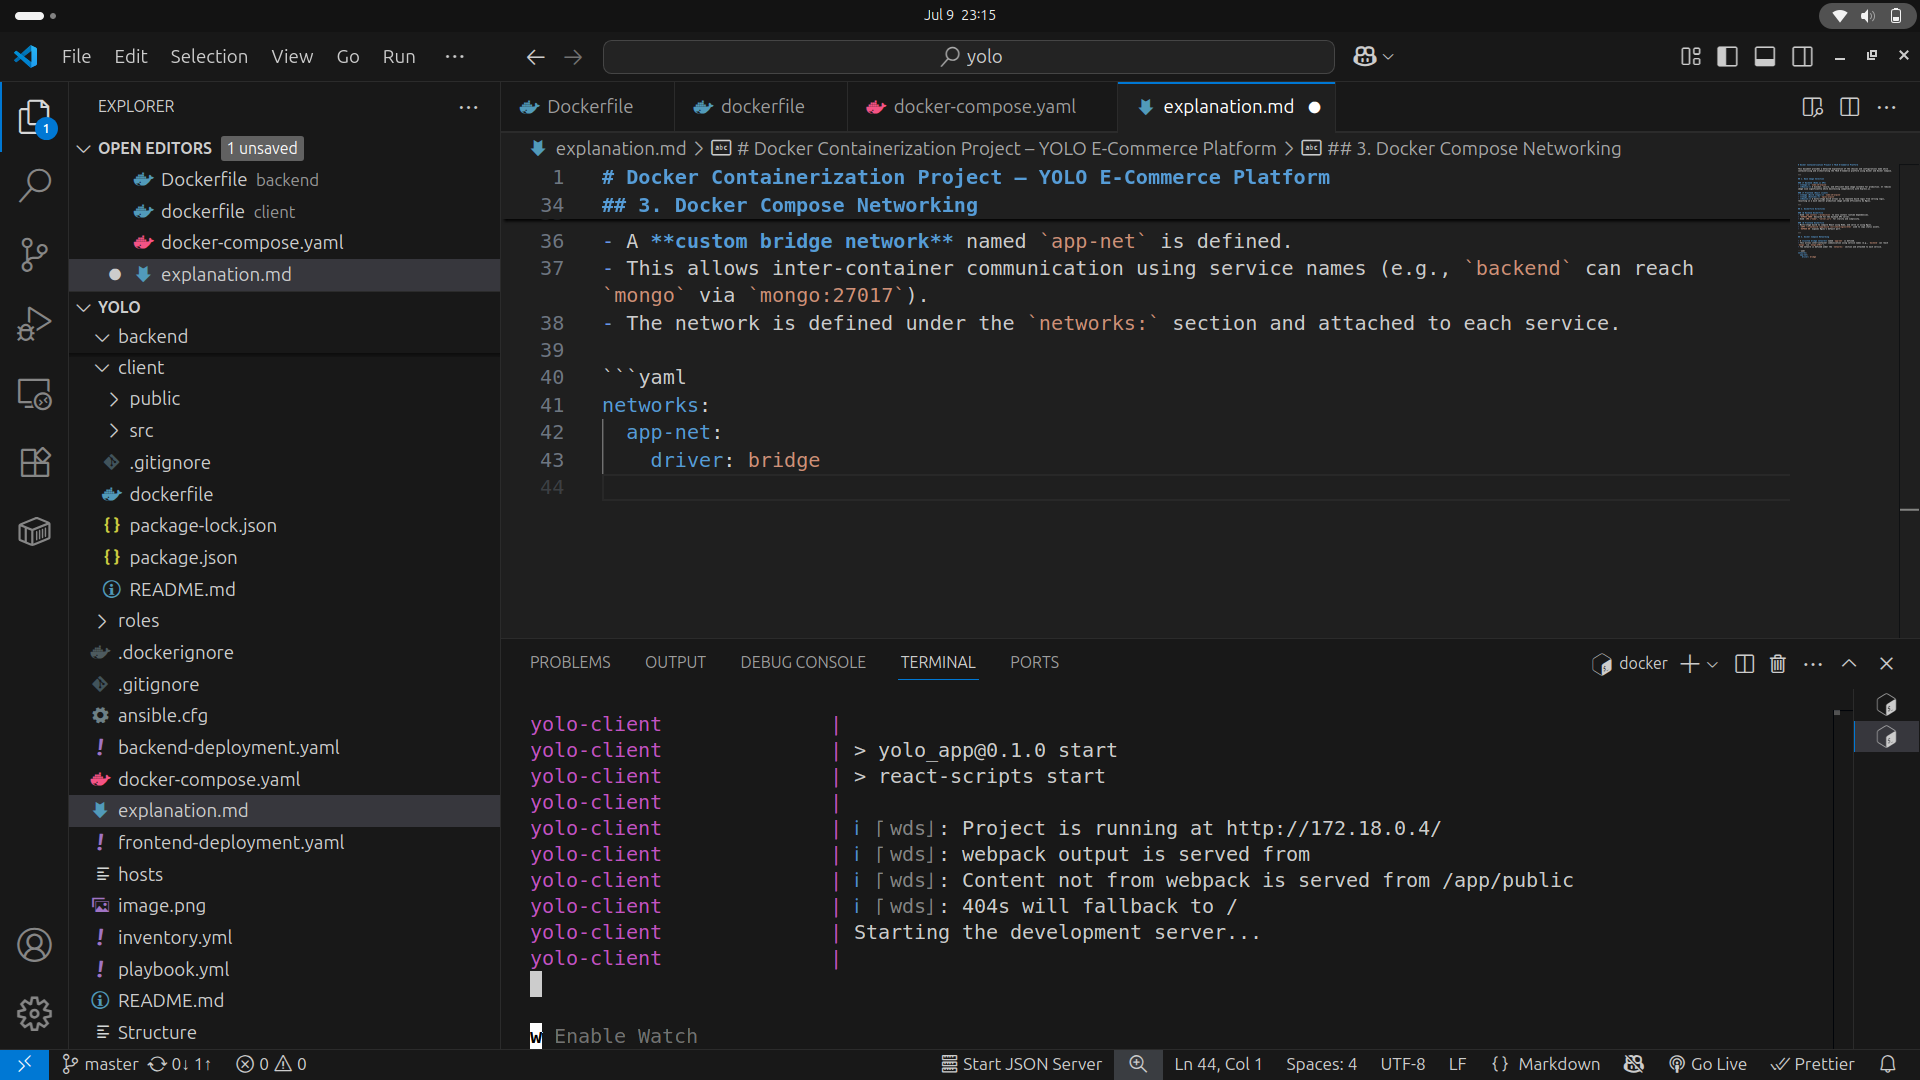 Jul 9 23:15
File Edit Selection View Go Run ···
yolo
EXPLORER
OPEN EDITORS 1 unsaved
Dockerfile backend
dockerfile client
docker-compose.yaml
explanation.md
YOLO
backend
client
public
src
.gitignore
dockerfile
package-lock.json
package.json
README.md
roles
.dockerignore
.gitignore
ansible.cfg
backend-deployment.yaml
docker-compose.yaml
explanation.md
frontend-deployment.yaml
hosts
image.png
inventory.yml
playbook.yml
README.md
Structure
1
Dockerfile dockerfile docker-compose.yaml explanation.md
explanation.md > # Docker Containerization Project – YOLO E-Commerce Platform > ## 3. Docker Compose Networking
1 # Docker Containerization Project – YOLO E-Commerce Platform
34 ## 3. Docker Compose Networking
36 - A **custom bridge network** named `app-net` is defined.
37 - This allows inter-container communication using service names (e.g., `backend` can reach
`mongo` via `mongo:27017`).
38 - The network is defined under the `networks:` section and attached to each service.
39
40 ```yaml
41 networks:
42 app-net:
43 driver: bridge
44
PROBLEMS OUTPUT DEBUG CONSOLE TERMINAL PORTS
docker
yolo-client |
yolo-client | > yolo_app@0.1.0 start
yolo-client | > react-scripts start
yolo-client |
yolo-client | ℹ ｢wds｣: Project is running at http://172.18.0.4/
yolo-client | ℹ ｢wds｣: webpack output is served from
yolo-client | ℹ ｢wds｣: Content not from webpack is served from /app/public
yolo-client | ℹ ｢wds｣: 404s will fallback to /
yolo-client | Starting the development server...
yolo-client |
w Enable Watch
master 0↓ 1↑ 0 0 Start JSON Server Ln 44, Col 1 Spaces: 4 UTF-8 LF {} Markdown Go Live Prettier